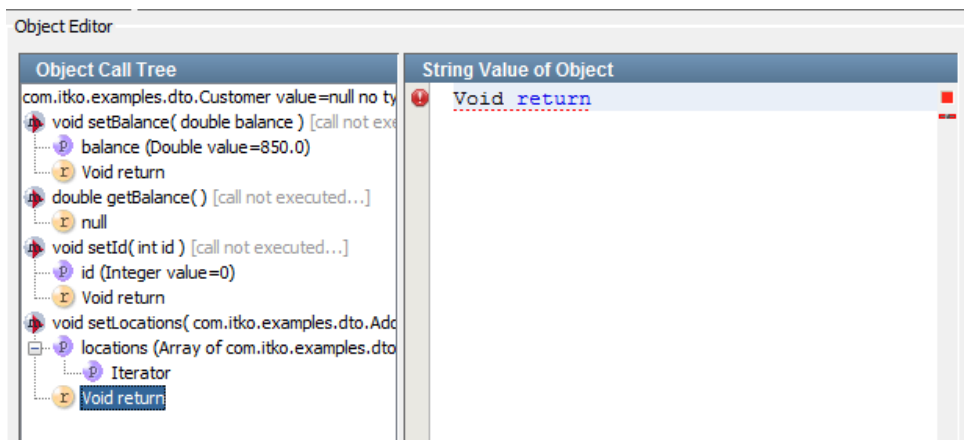 Object Editor
Object Call Tree
com.itko.examples.dto.Customer value=null no ty
void setBalance( double balance ) [call not exe
P balance (Double value=850.0)
r Void return
double getBalance( ) [call not executed...]
r null
void setId( int id ) [call not executed...]
P id (Integer value=0)
r Void return
void setLocations( com.itko.examples.dto.Add
P locations (Array of com.itko.examples.dto
P Iterator
r Void return
String Value of Object
Void return